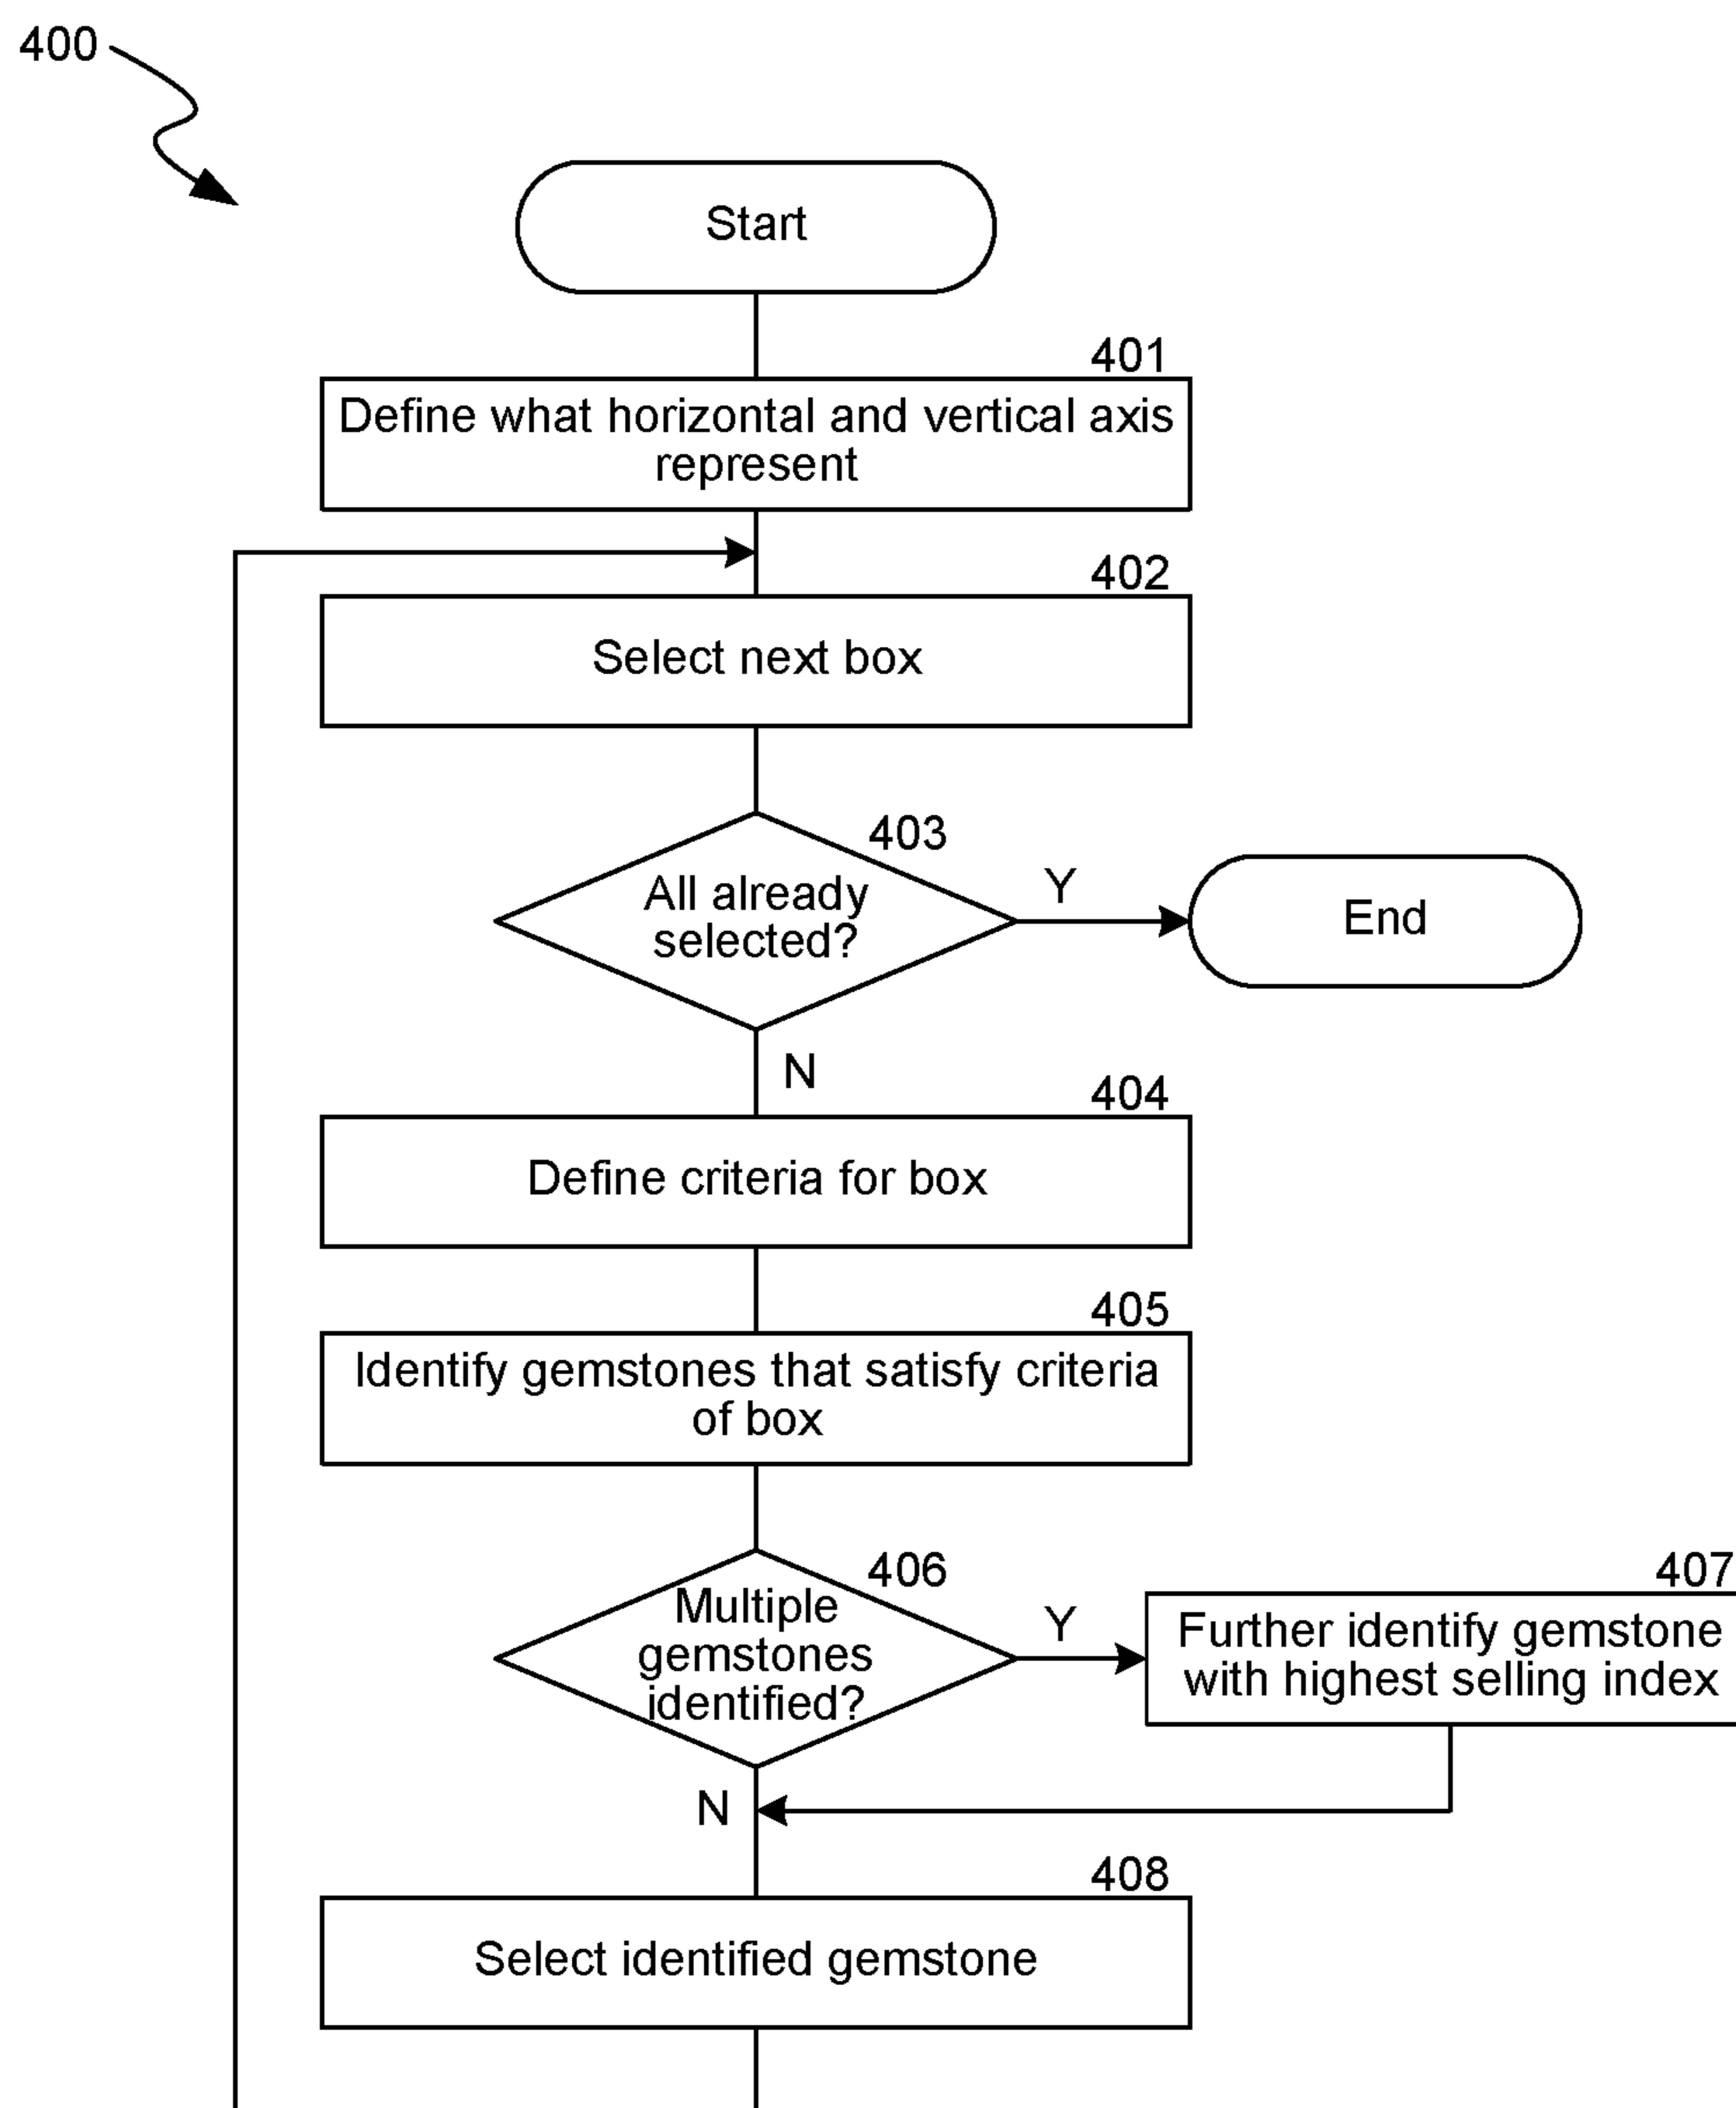 400
Start
401
Define what horizontal and vertical axis
represent
402
Select next box
403
All already
selected?
Y
End
N
404
Define criteria for box
405
Identify gemstones that satisfy criteria
of box
406
Multiple
gemstones
identified?
Y
407
Further identify gemstone
with highest selling index
N
408
Select identified gemstone